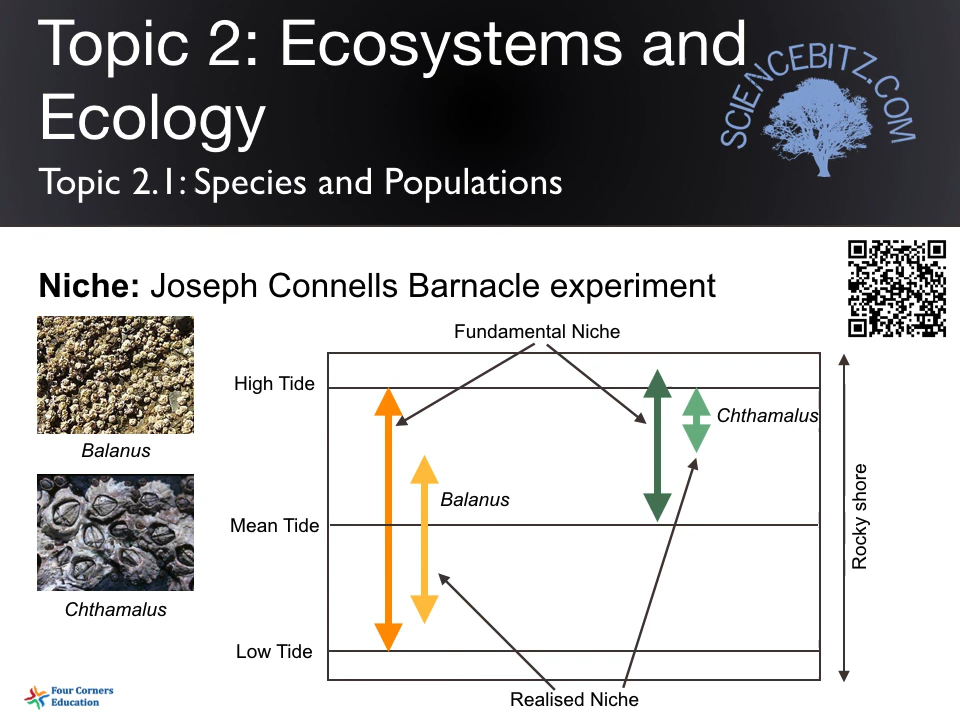 Topic 2: Ecosystems and
Ecology
Topic 2.1: Species and Populations
SCIENCEBITZ.COM
Niche: Joseph Connells Barnacle experiment
Balanus
Chthamalus
Fundamental Niche
High Tide
Chthamalus
Balanus
Mean Tide
Rocky shore
Low Tide
Realised Niche
Four Corners
Education